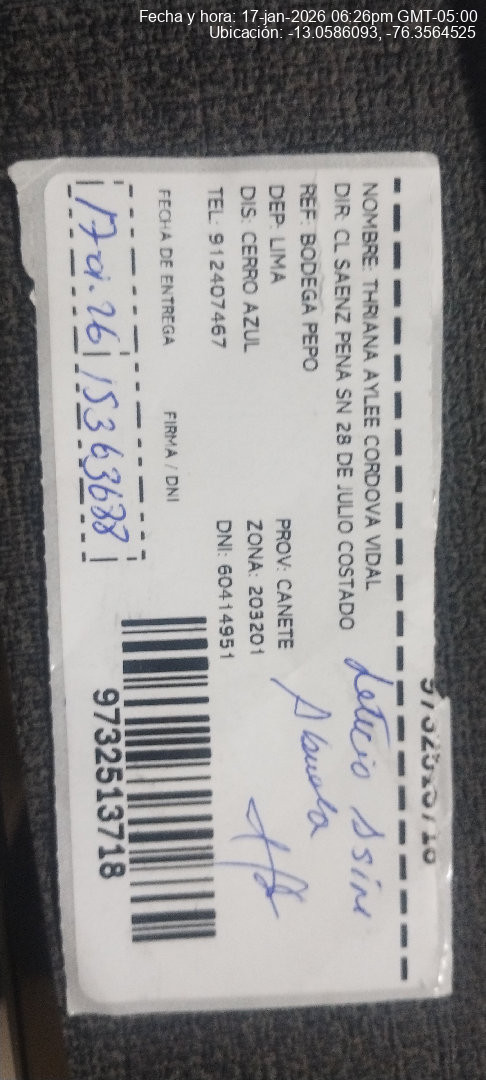 Fecha y hora: 17-jan-2026 06:26pm GMT-05:00
Ubicación: -13.0586093, -76.3564525
NOMBRE: THRIANA AYLEE CORDOVA VIDAL
DIR: CL SAENZ PENA SN 28 DE JULIO COSTADO
REF: BODEGA PEPO
DEP: LIMA PROV: CANETE
DIS: CERRO AZUL ZONA: 203201
TEL: 912407467 DNI: 60414951
Abuela
FECHA DE ENTREGA FIRMA / DNI
17 01. 26 15363638
9732513718